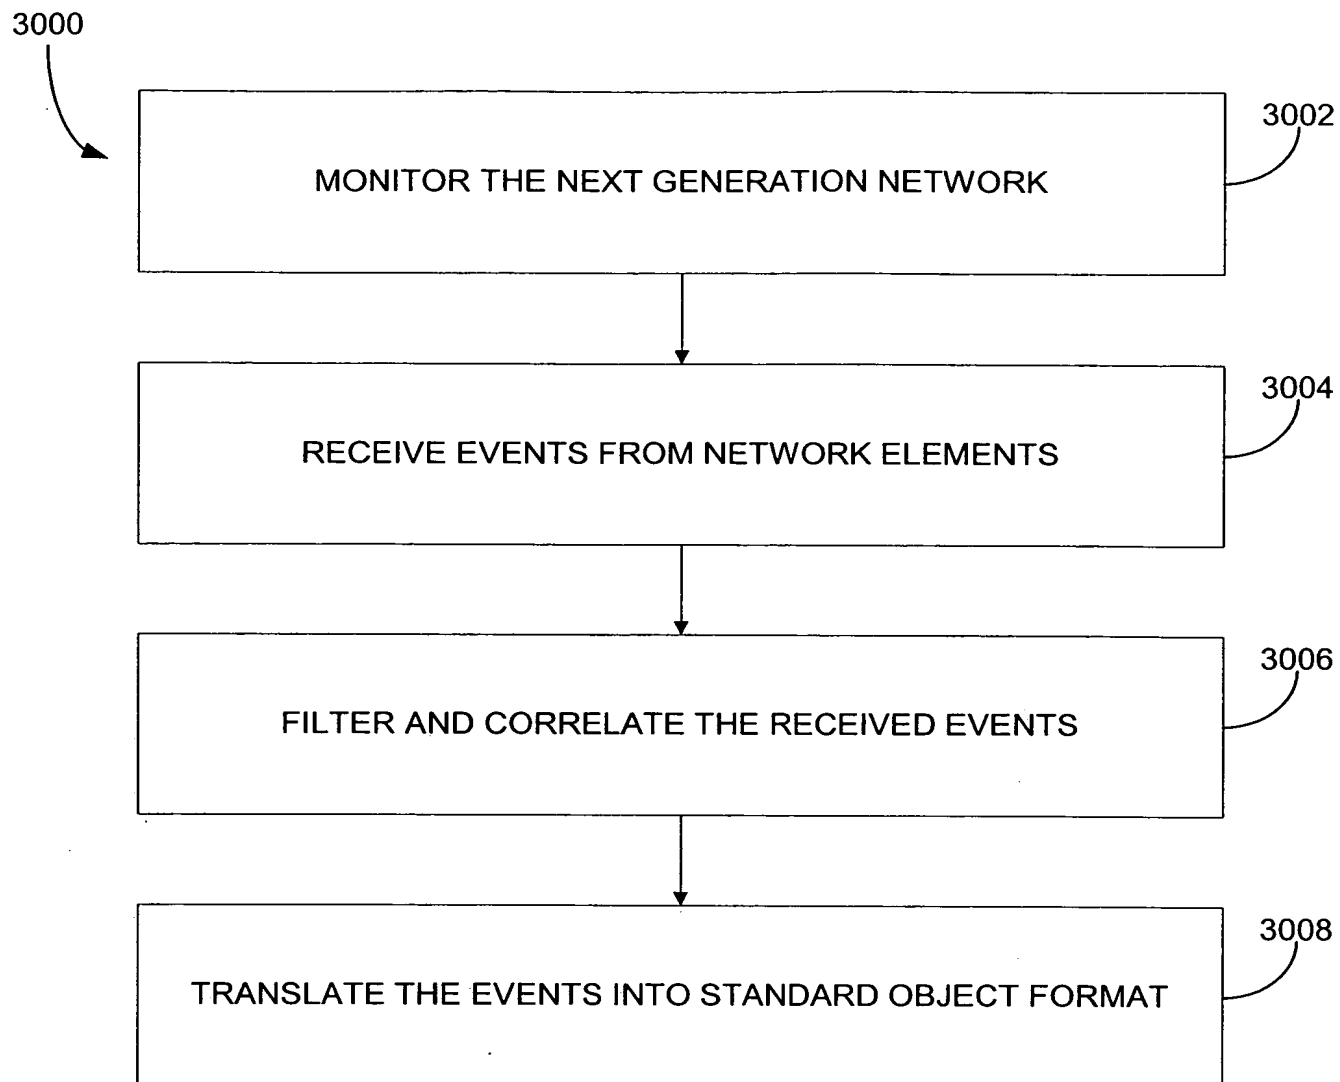 3000
3002
MONITOR THE NEXT GENERATION NETWORK
3004
RECEIVE EVENTS FROM NETWORK ELEMENTS
3006
FILTER AND CORRELATE THE RECEIVED EVENTS
3008
TRANSLATE THE EVENTS INTO STANDARD OBJECT FORMAT